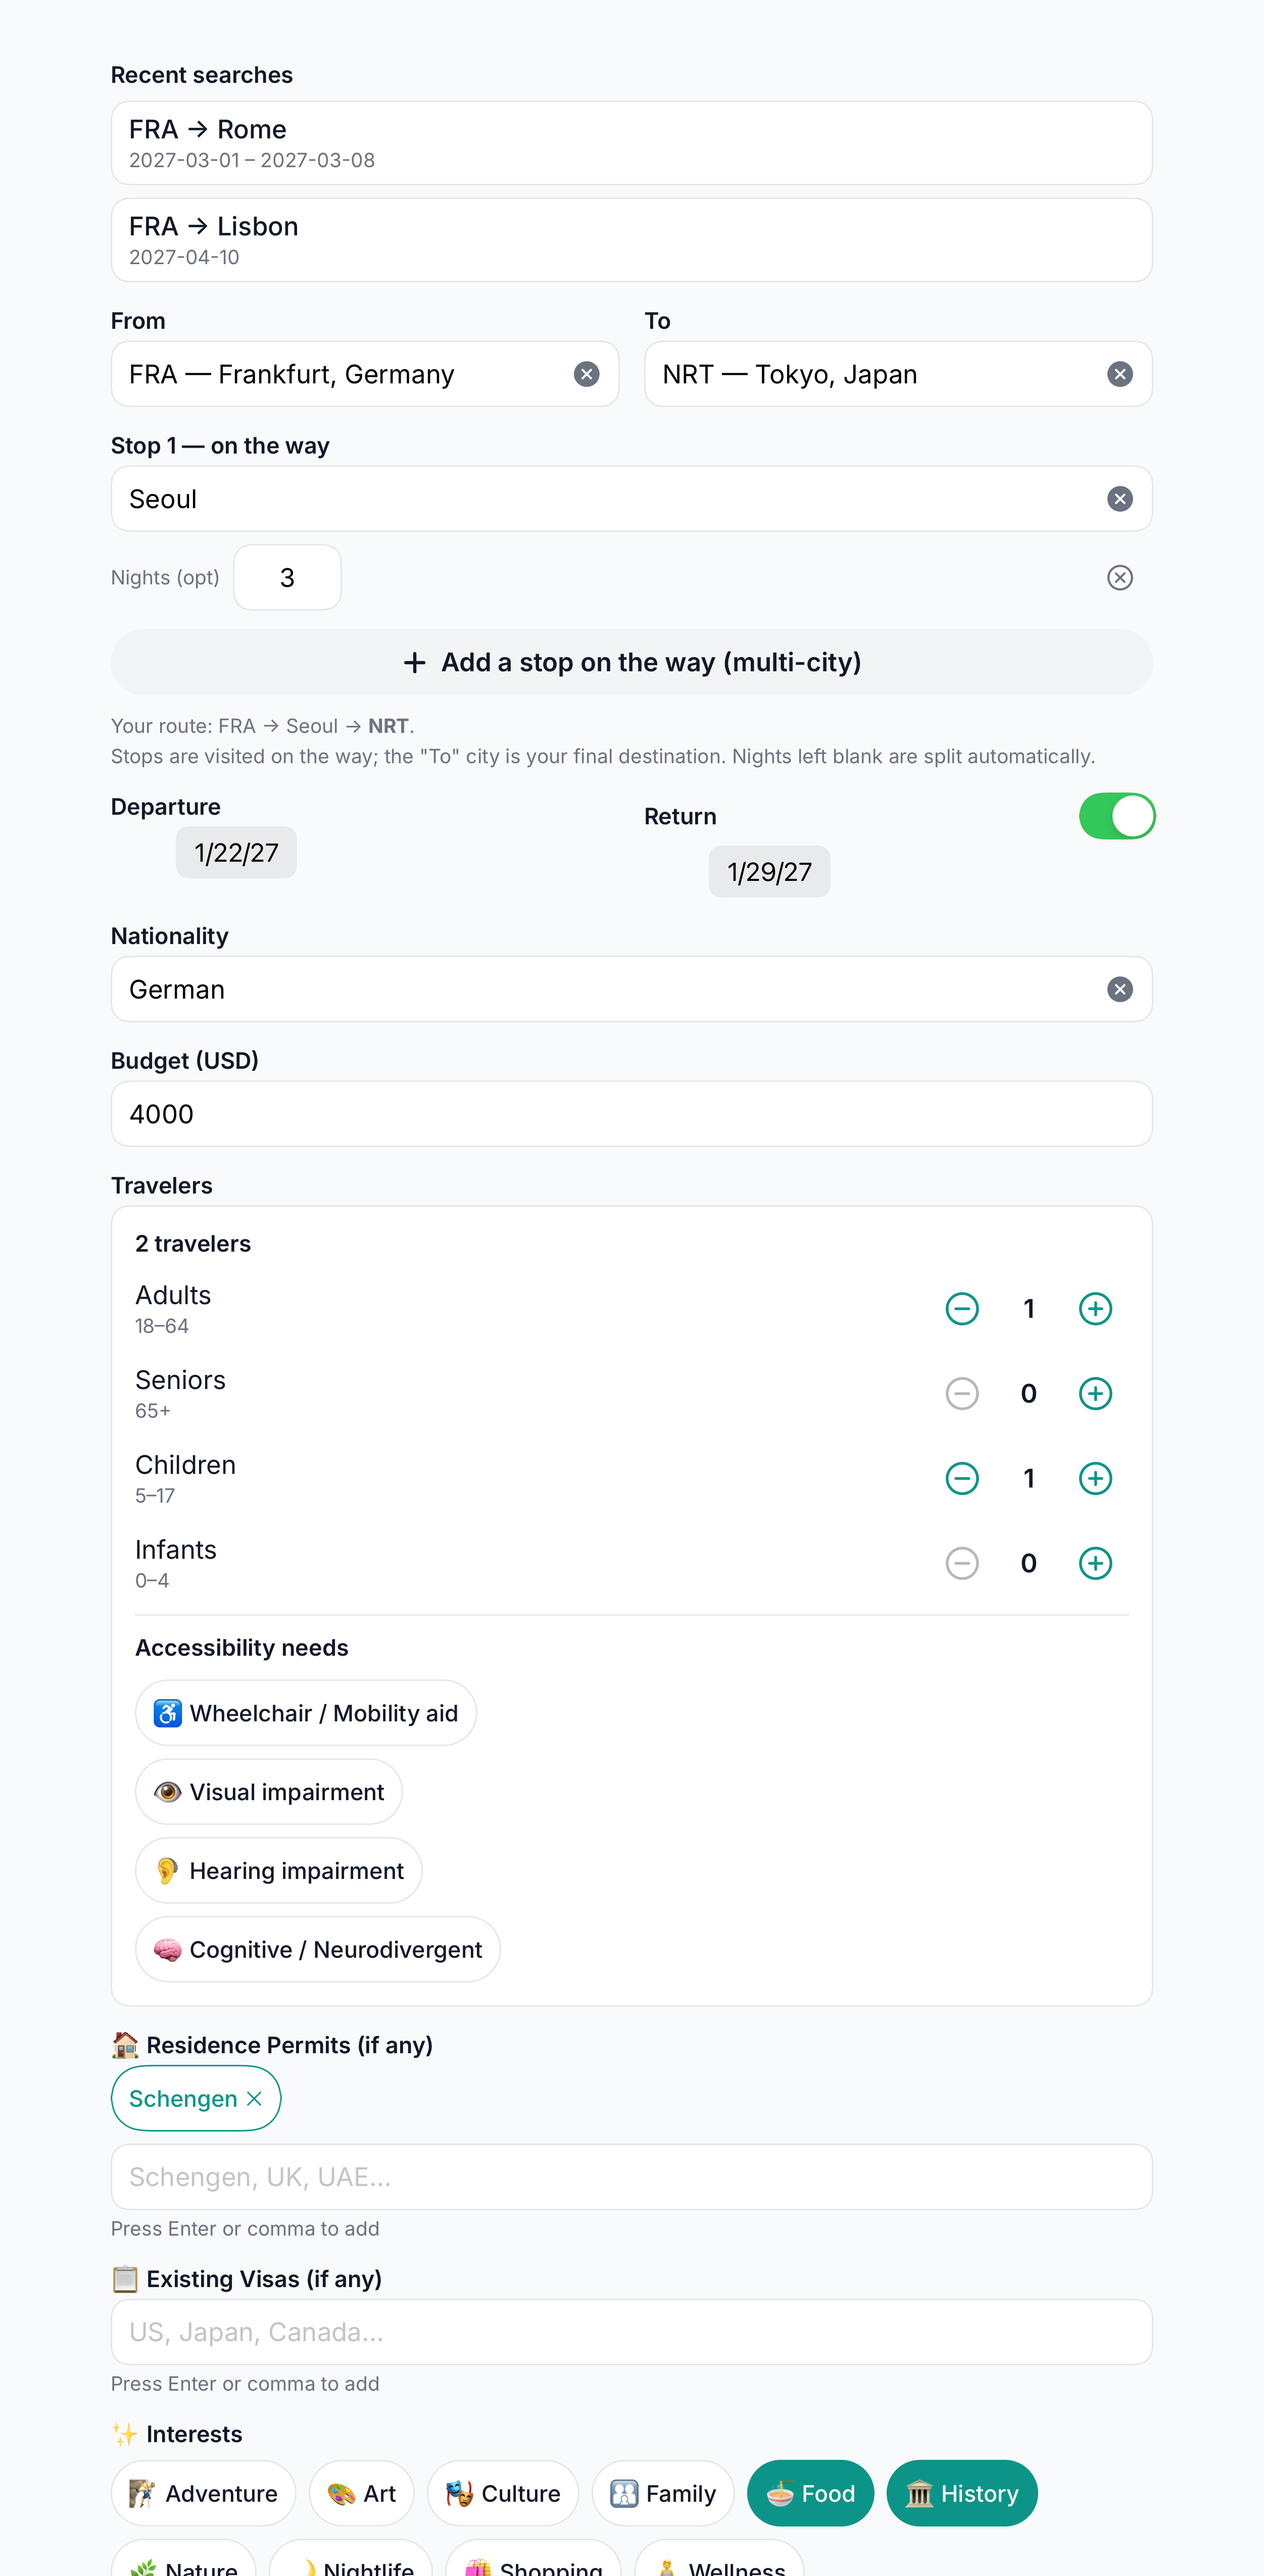 Recent searches
FRA → Rome
2027-03-01 – 2027-03-08
FRA → Lisbon
2027-04-10
From
To
FRA — Frankfurt, Germany
NRT — Tokyo, Japan
Stop 1 — on the way
Seoul
Nights (opt)
3
Add a stop on the way (multi-city)
Your route: FRA → Seoul → NRT.
Stops are visited on the way; the "To" city is your final destination. Nights left blank are split automatically.
Departure
Return
1/22/27
1/29/27
Nationality
German
Budget (USD)
4000
Travelers
2 travelers
Adults
18–64
1
Seniors
65+
0
Children
5–17
1
Infants
0–4
0
Accessibility needs
Wheelchair / Mobility aid
Visual impairment
Hearing impairment
Cognitive / Neurodivergent
Residence Permits (if any)
Schengen
Schengen, UK, UAE...
Press Enter or comma to add
Existing Visas (if any)
US, Japan, Canada...
Press Enter or comma to add
Interests
Adventure Art Culture Family Food History
Nature Nightlife Shopping Wellness